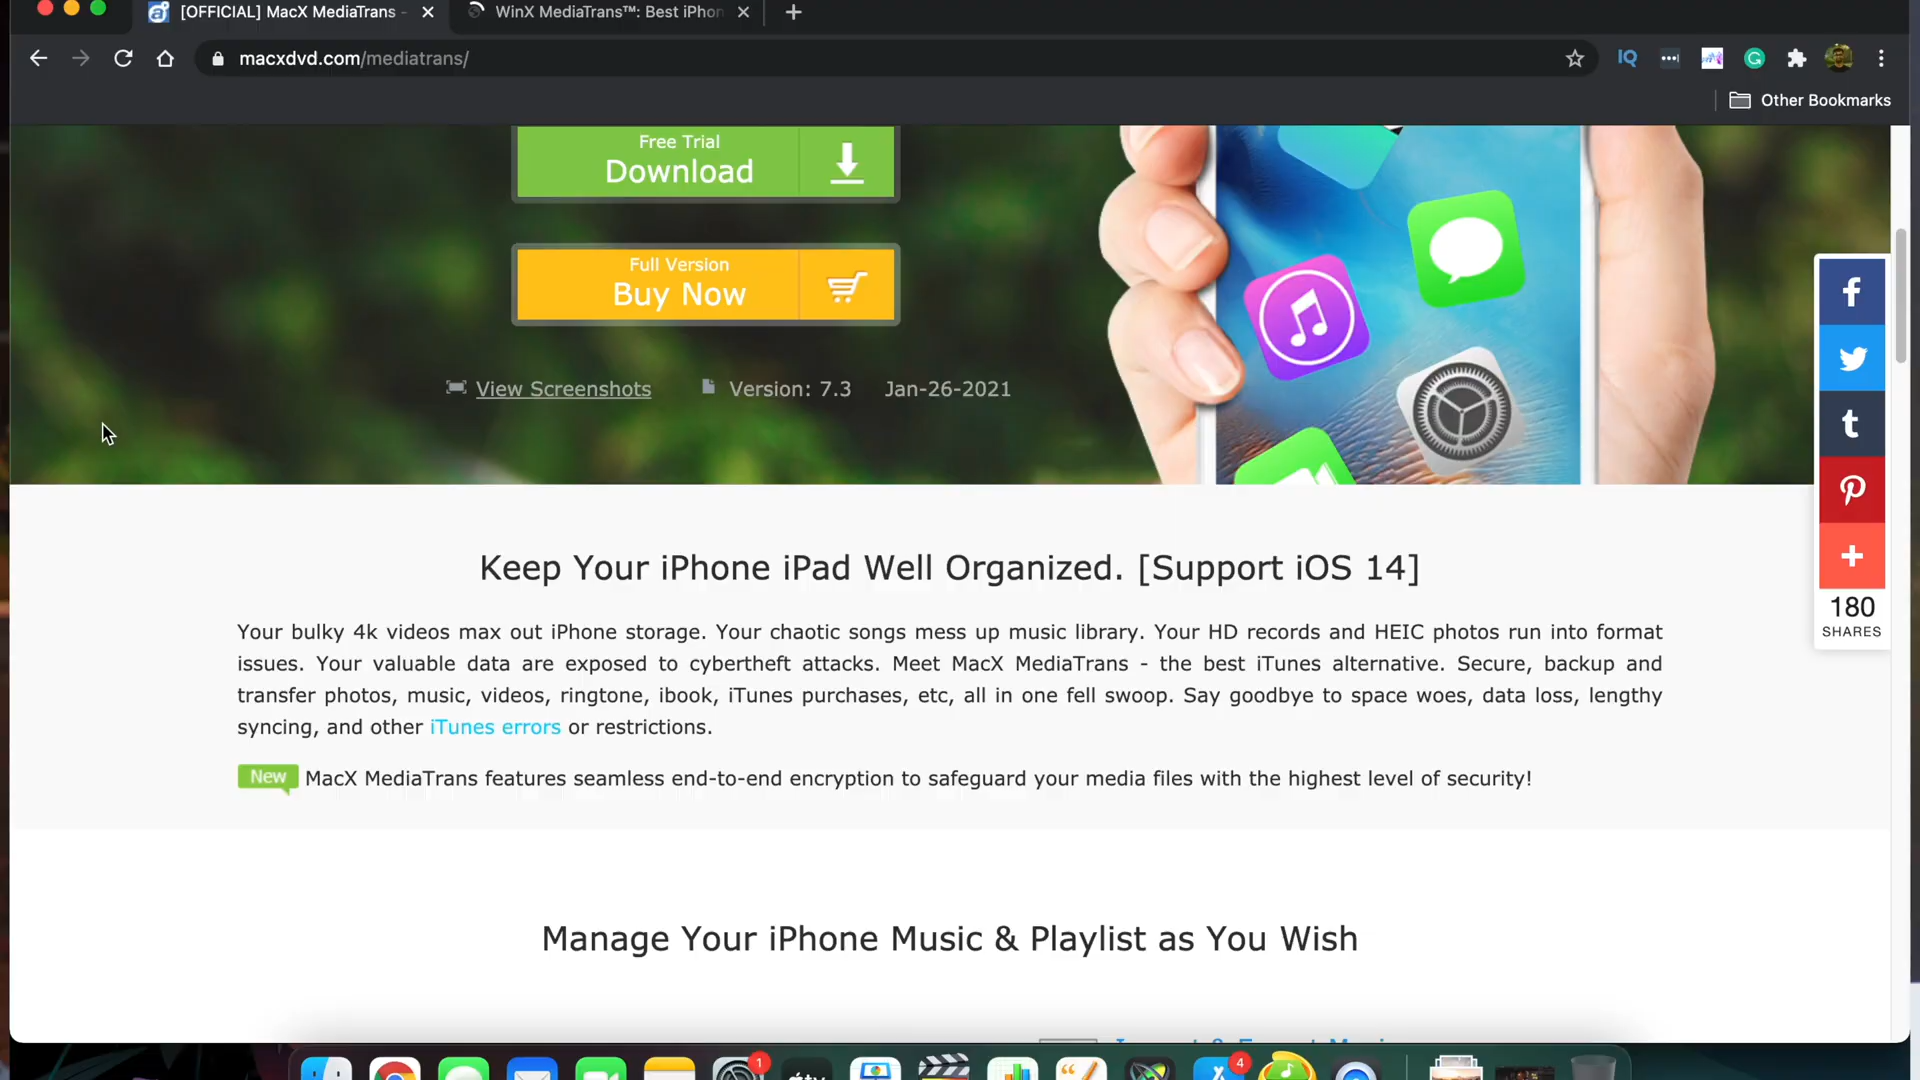 [OFFICIAL] MacX MediaTrans -
WinX MediaTrans™: Best iPhon
macxdvd.com/mediatrans/
IQ
Other Bookmarks
Free Trial
Download
Full Version
Buy Now
View Screenshots
Version: 7.3
Jan-26-2021
180
SHARES
Keep Your iPhone iPad Well Organized. [Support iOS 14]
Your bulky 4k videos max out iPhone storage. Your chaotic songs mess up music library. Your HD records and HEIC photos run into format
issues. Your valuable data are exposed to cybertheft attacks. Meet MacX MediaTrans - the best iTunes alternative. Secure, backup and
transfer photos, music, videos, ringtone, ibook, iTunes purchases, etc, all in one fell swoop. Say goodbye to space woes, data loss, lengthy
syncing, and other iTunes errors or restrictions.
New MacX MediaTrans features seamless end-to-end encryption to safeguard your media files with the highest level of security!
Manage Your iPhone Music & Playlist as You Wish
1
tv
4